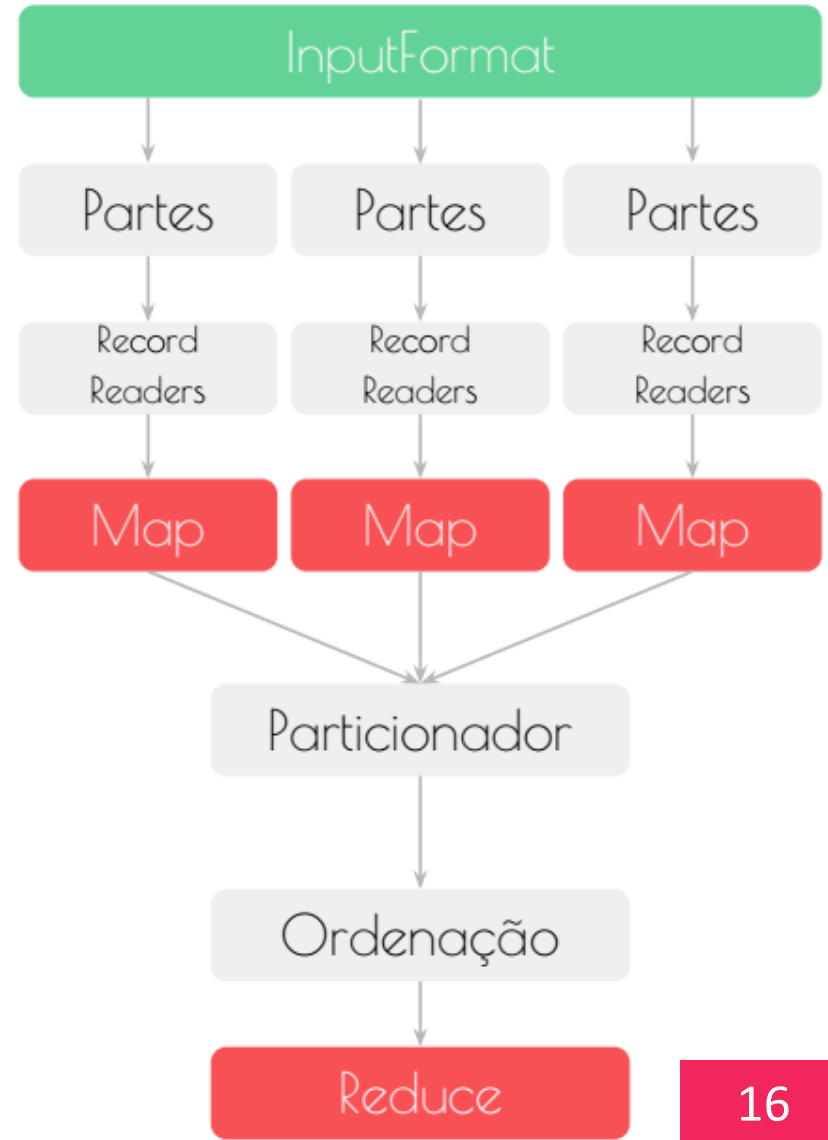 InputFormat
Partes
Partes
Partes
Record
Readers
Record
Readers
Record
Readers
Map
Map
Map
Particionador
Ordenação
Reduce
16